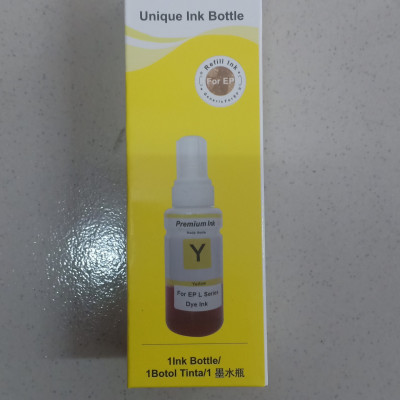 Unique Ink Bottle
Refill Ink
For EP
Premium Ink
Y
For EP L Series
Dye Ink
1Ink Bottle/
1Botol Tinta/1 墨水瓶